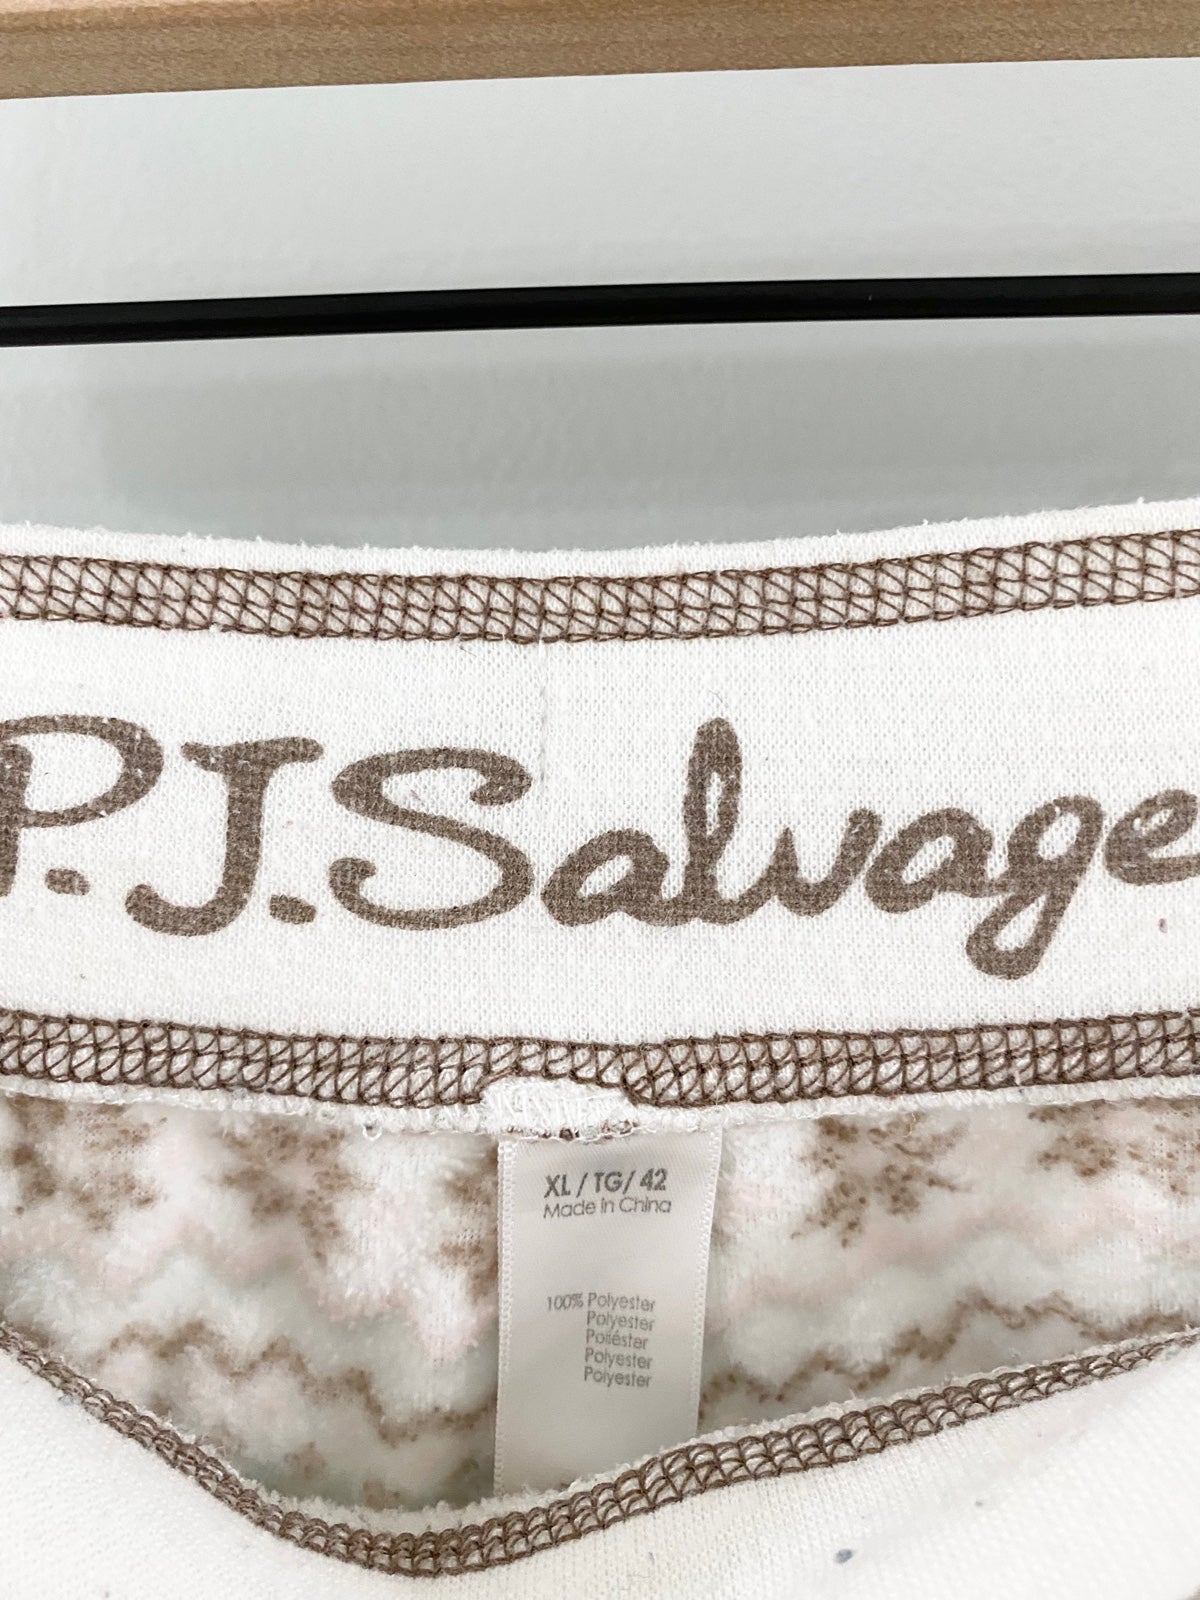 P.J. Salvage
XL / TG / 42
Made in China
100% Polyester
Polyester
Poliéster
Polyester
Polyester